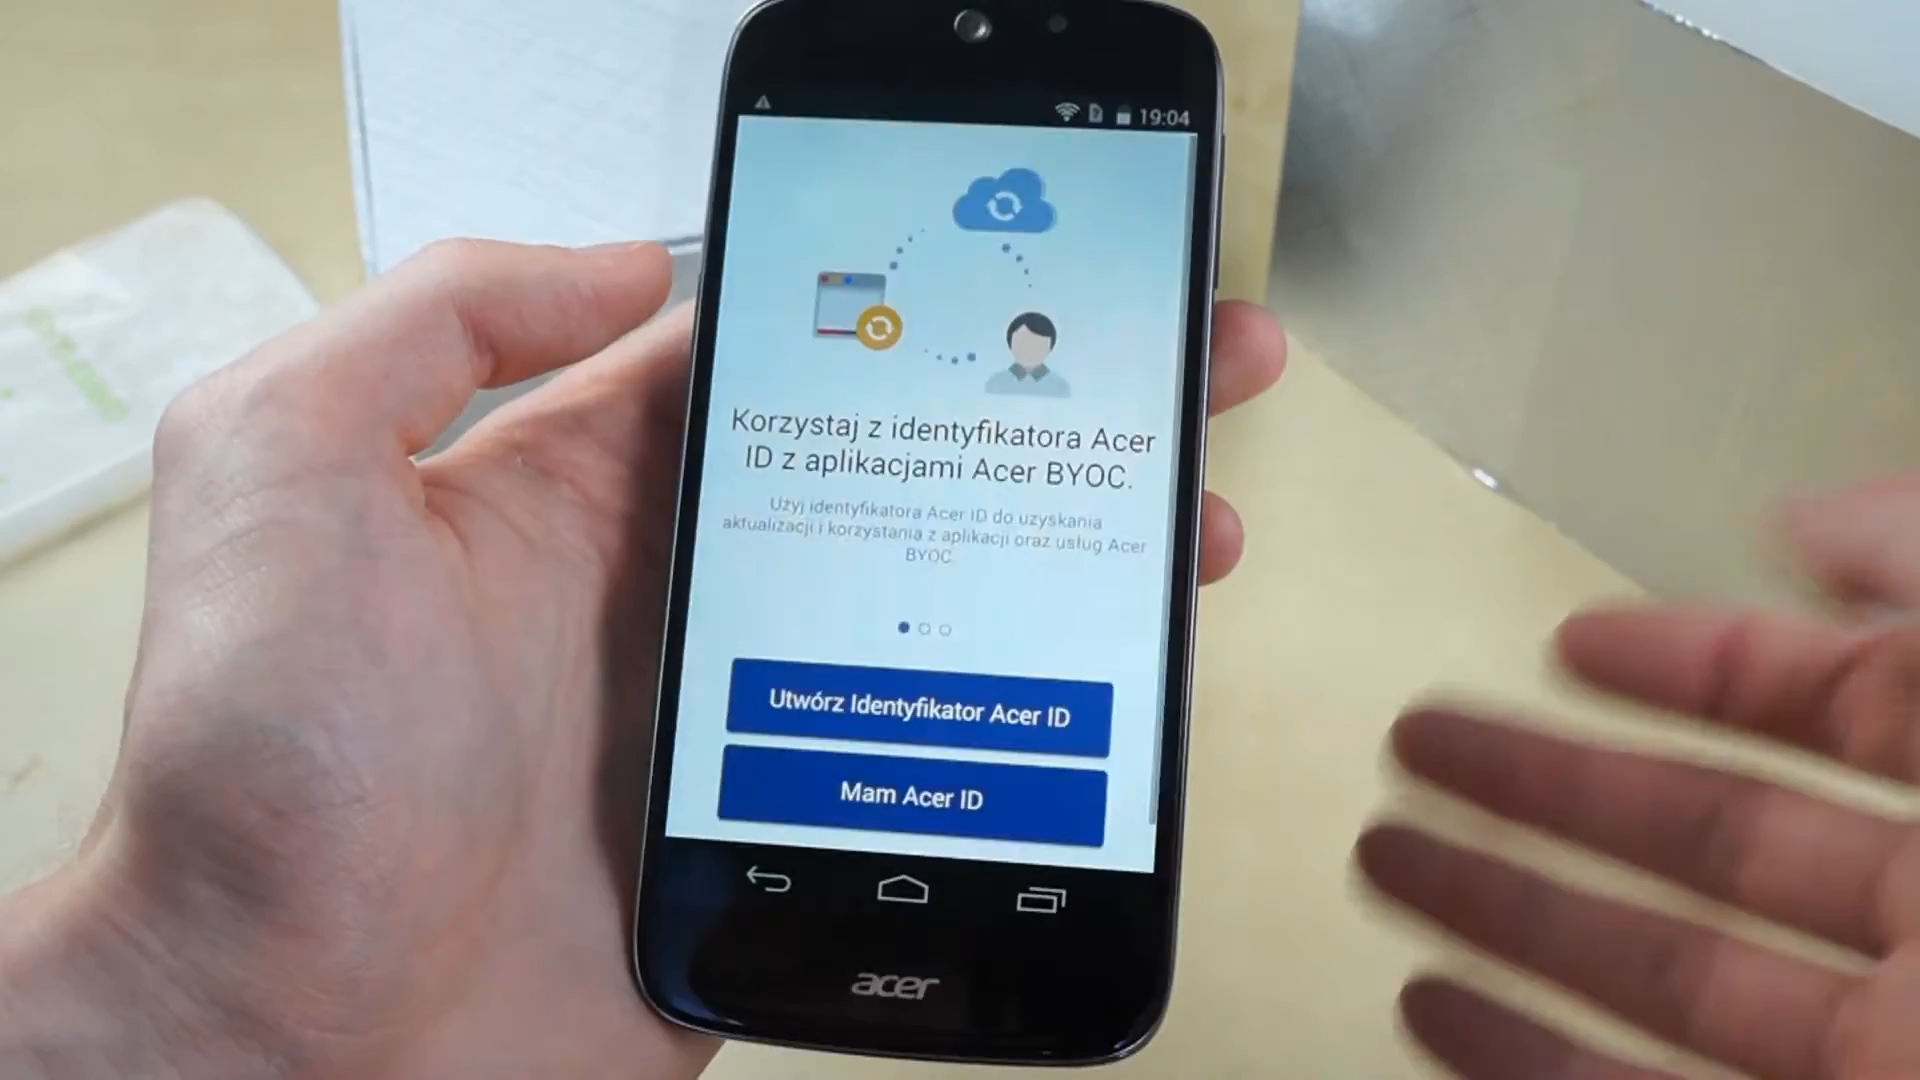 19:04
Korzystaj z identyfikatora Acer
ID z aplikacjami Acer BYOC.
Użyj identyfikatora Acer ID do uzyskania
aktualizacji i korzystania z aplikacji oraz usług Acer
BYOC
Utwórz Identyfikator Acer ID
Mam Acer ID
acer